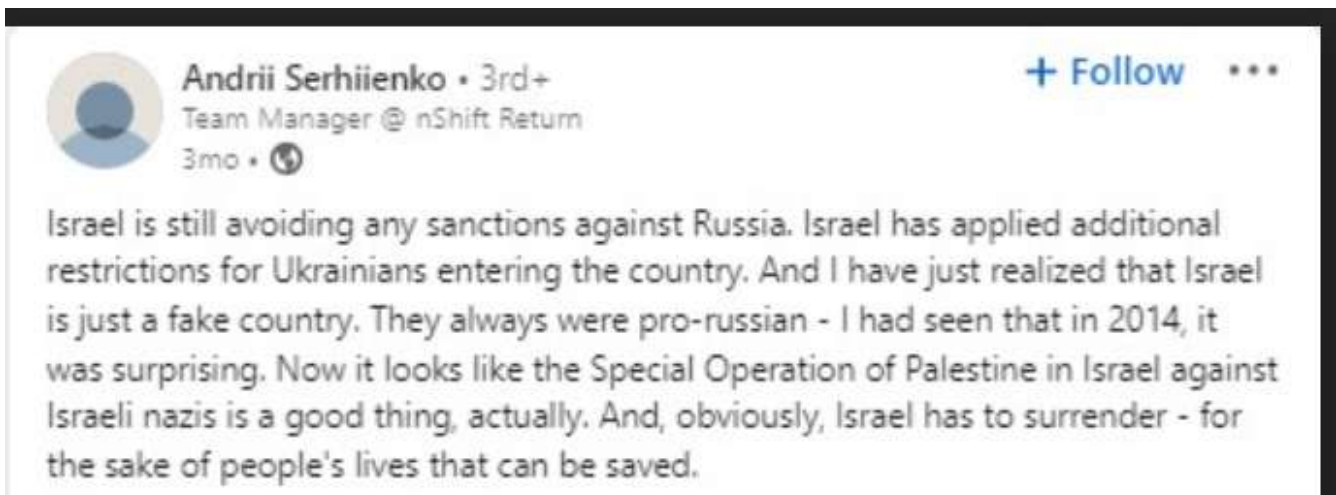 Andrii Serhiienko • 3rd+
+ Follow ...
Team Manager @ nShift Return
3mo •
Israel is still avoiding any sanctions against Russia. Israel has applied additional
restrictions for Ukrainians entering the country. And I have just realized that Israel
is just a fake country. They always were pro-russian - I had seen that in 2014, it
was surprising. Now it looks like the Special Operation of Palestine in Israel against
Israeli nazis is a good thing, actually. And, obviously, Israel has to surrender - for
the sake of people's lives that can be saved.